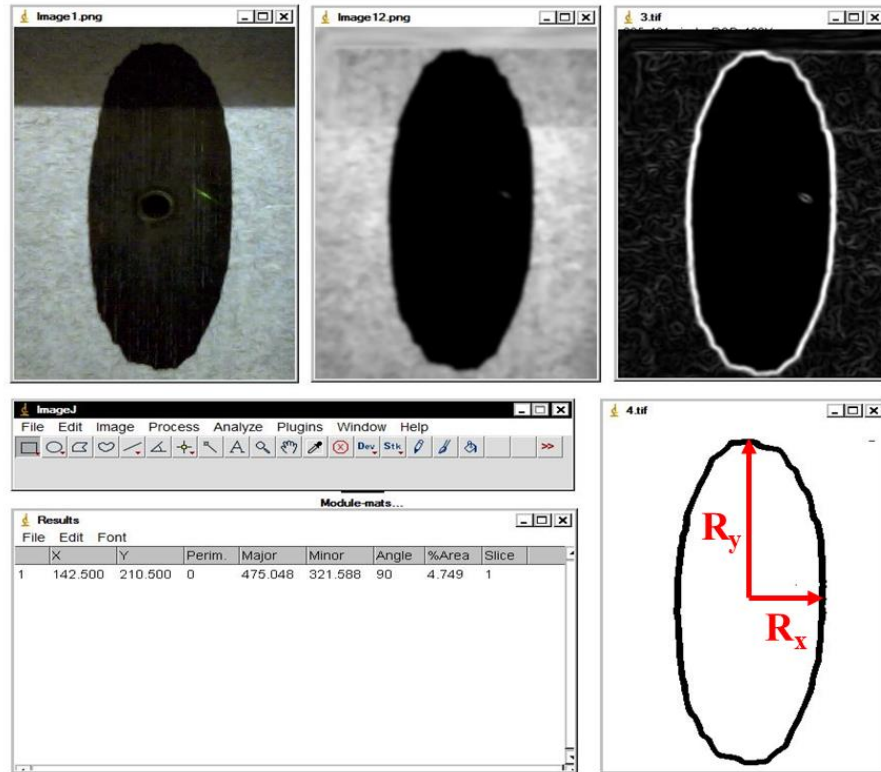 Image1.png
Image12.png
3.tif
ImageJ
File Edit Image Process Analyze Plugins Window Help
Dev Stk >>
Module-mats...
Results
File Edit Font
X Y Perim. Major Minor Angle %Area Slice
1 142.500 210.500 0 475.048 321.588 90 4.749 1
4.tif
Ry
Rx